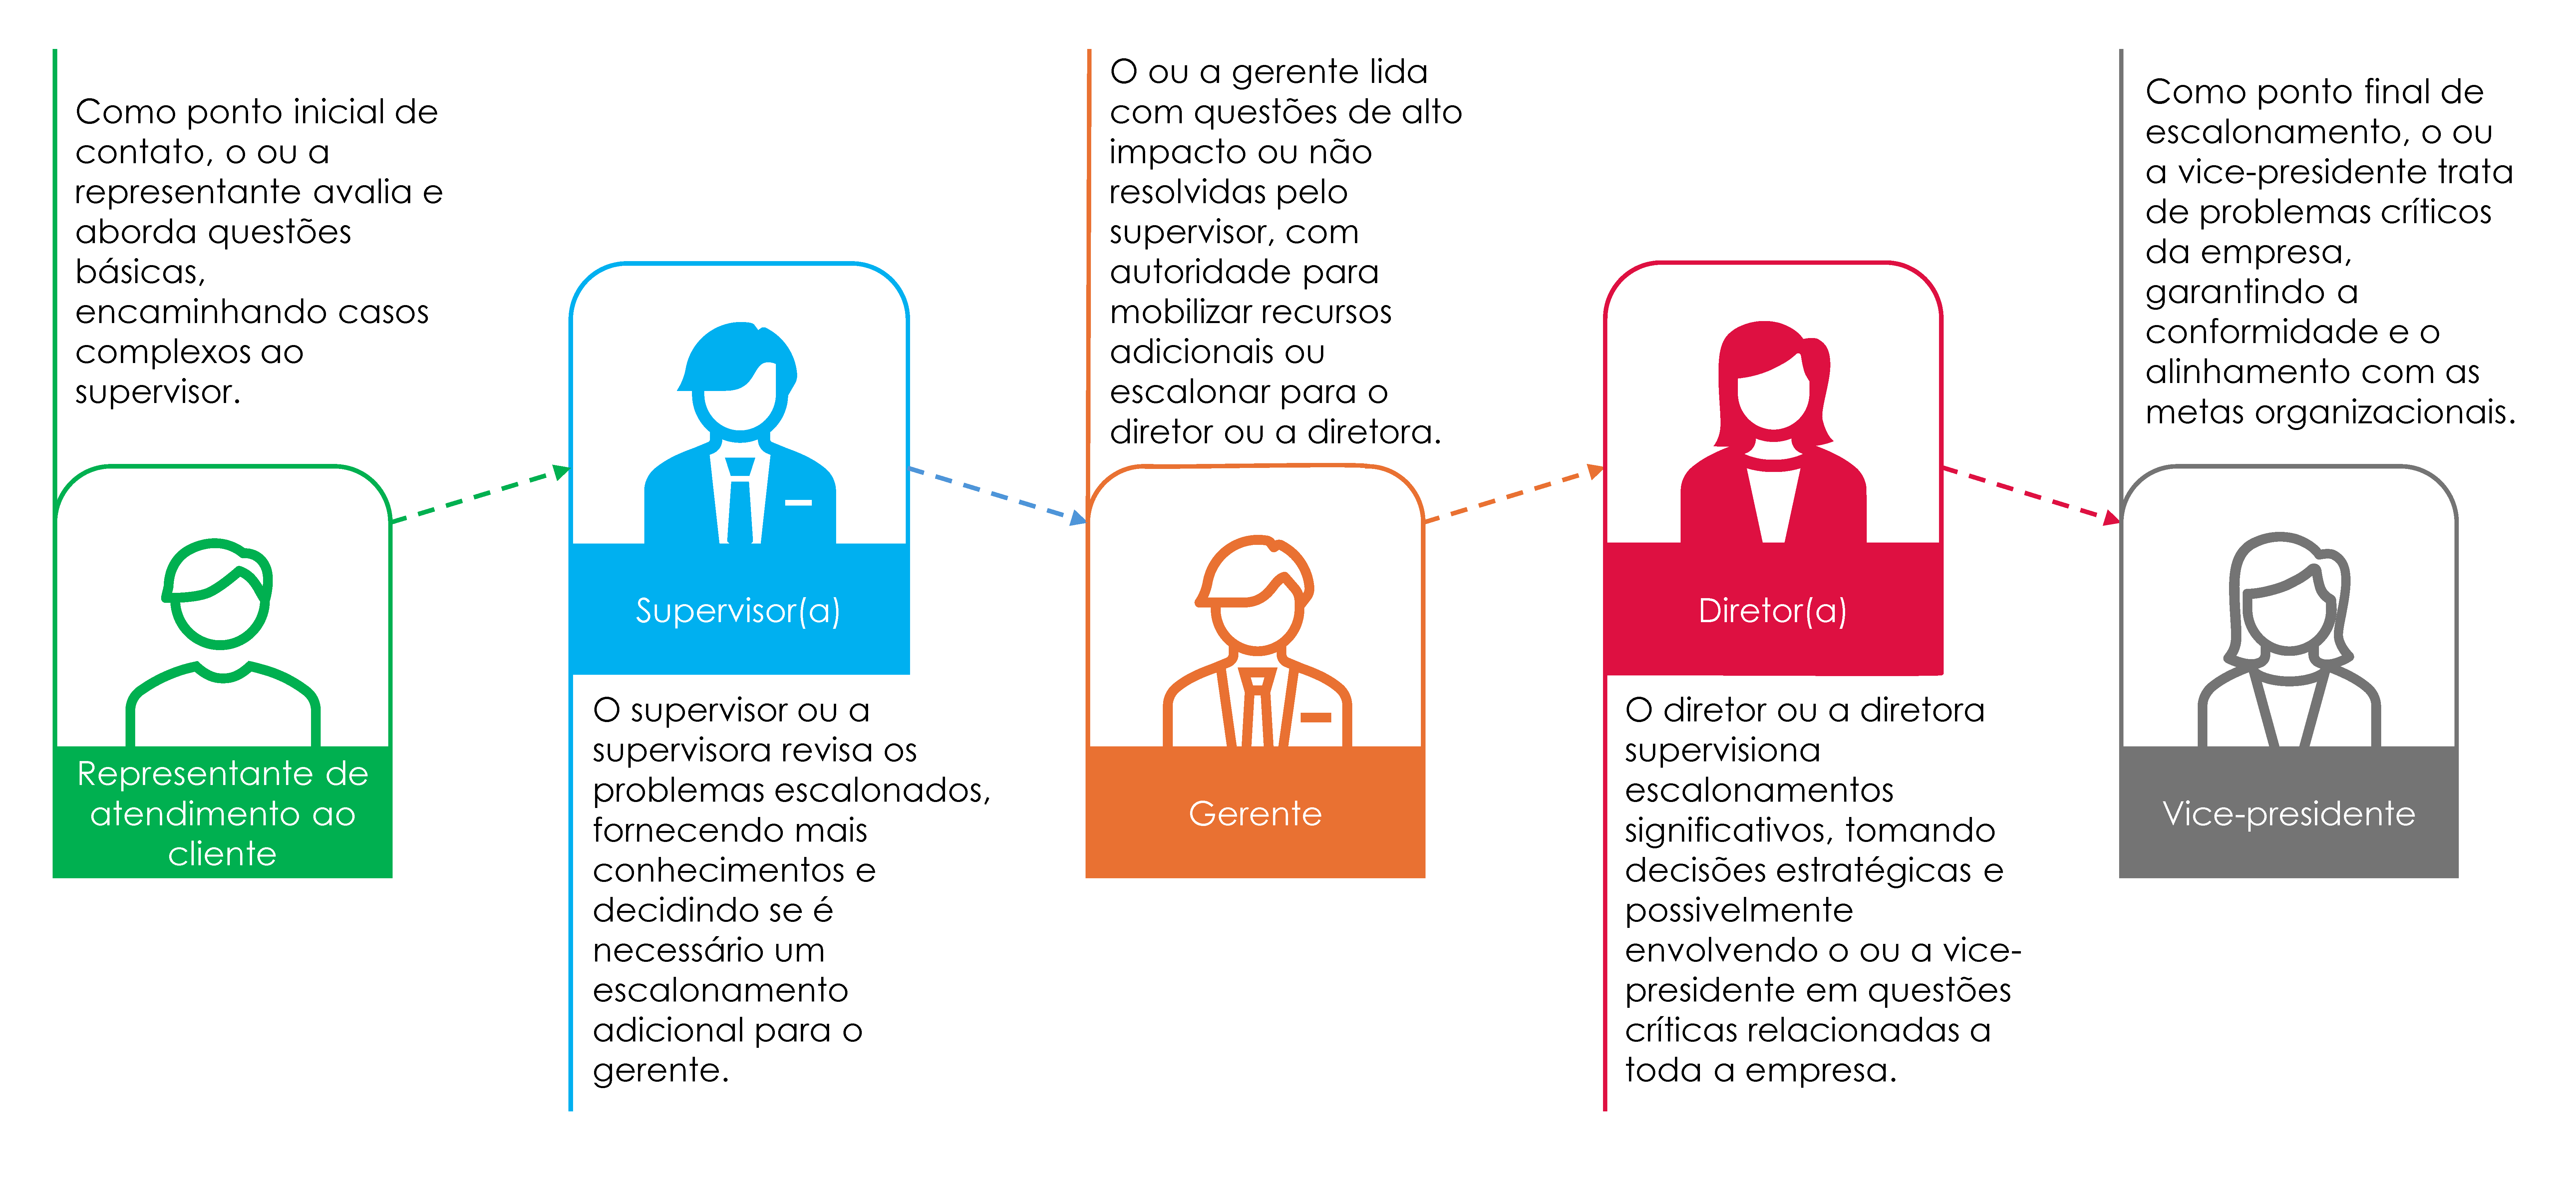 Como ponto inicial de
contato, o ou a
representante avalia e
aborda questões
básicas,
encaminhando casos
complexos ao
supervisor.
Representante de
atendimento ao
cliente
Supervisor(a)
O supervisor ou a
supervisora revisa os
problemas escalonados,
fornecendo mais
conhecimentos e
decidindo se é
necessário um
escalonamento
adicional para o
gerente.
O ou a gerente lida
com questões de alto
impacto ou não
resolvidas pelo
supervisor, com
autoridade para
mobilizar recursos
adicionais ou
escalonar para o
diretor ou a diretora.
Gerente
Diretor(a)
O diretor ou a diretora
supervisiona
escalonamentos
significativos, tomando
decisões estratégicas e
possivelmente
envolvendo o ou a vice-
presidente em questões
críticas relacionadas a
toda a empresa.
Como ponto final de
escalonamento, o ou
a vice-presidente trata
de problemas críticos
da empresa,
garantindo a
conformidade e o
alinhamento com as
metas organizacionais.
Vice-presidente